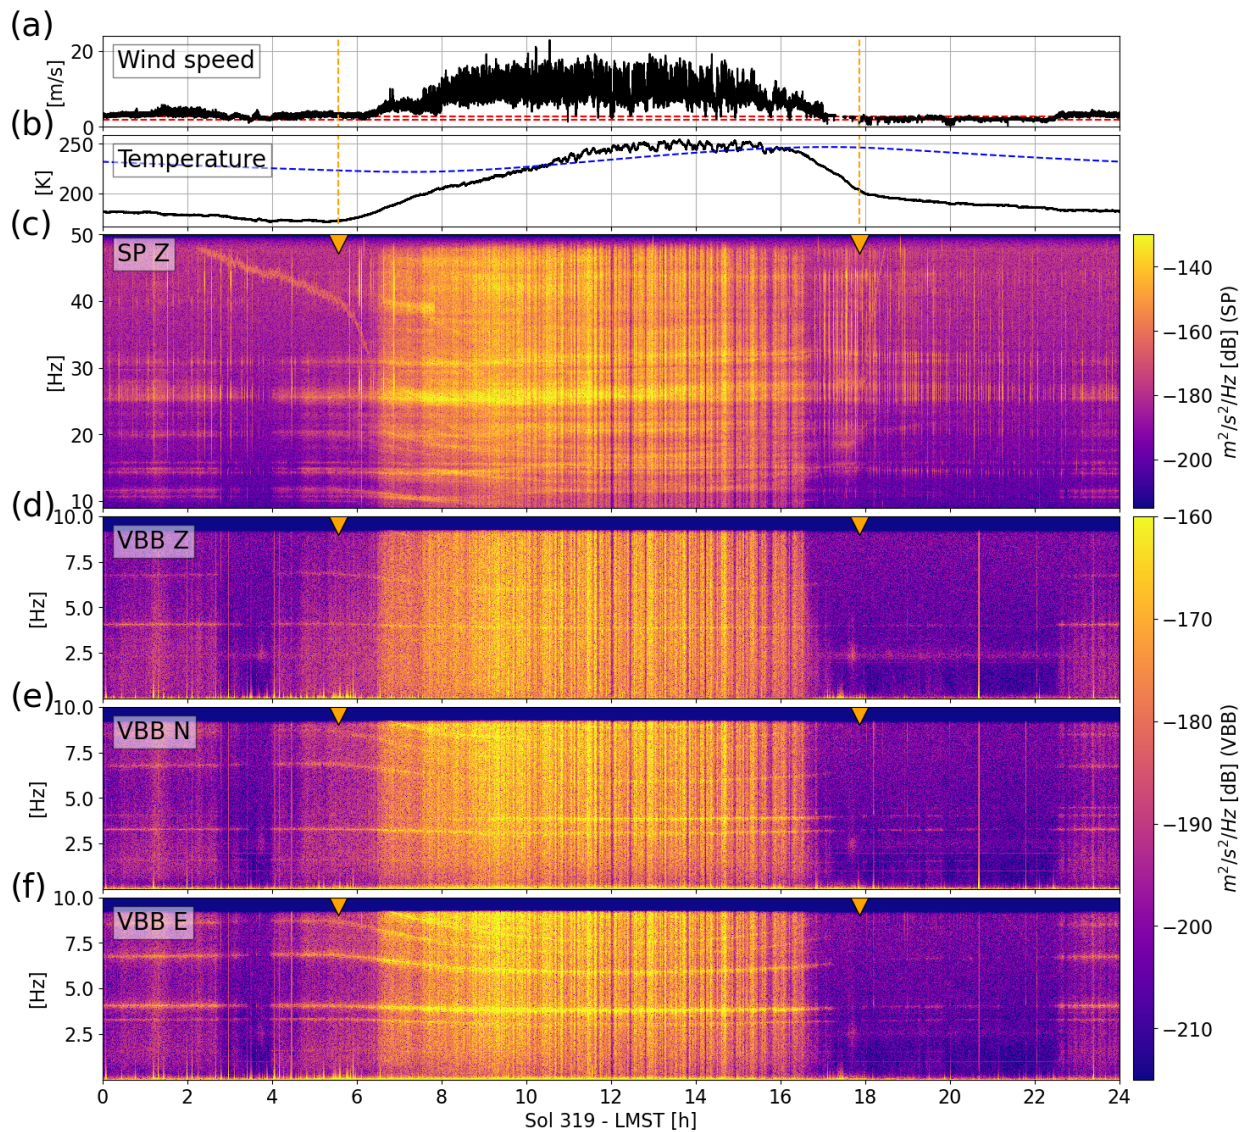 (a)
20
0
[m/s]
Wind speed
(b)
250
200
[K]
Temperature
(c)
50
40
30
20
10
[Hz]
SP Z
−140
−160
−180
−200
m²/s²/Hz [dB] (SP)
(d)
10.0
7.5
5.0
2.5
[Hz]
VBB Z
(e)
10.0
7.5
5.0
2.5
[Hz]
VBB N
(f)
10.0
7.5
5.0
2.5
[Hz]
VBB E
−160
−170
−180
−190
−200
−210
m²/s²/Hz [dB] (VBB)
0 2 4 6 8 10 12 14 16 18 20 22 24
Sol 319 - LMST [h]